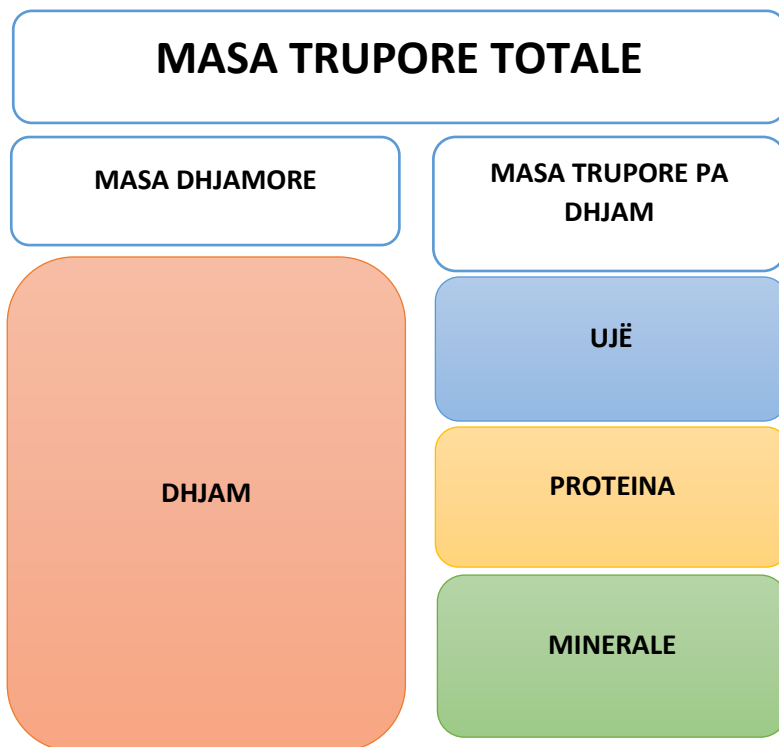 MASA TRUPORE TOTALE
MASA DHJAMORE
MASA TRUPORE PA
DHJAM
UJË
DHJAM
PROTEINA
MINERALE